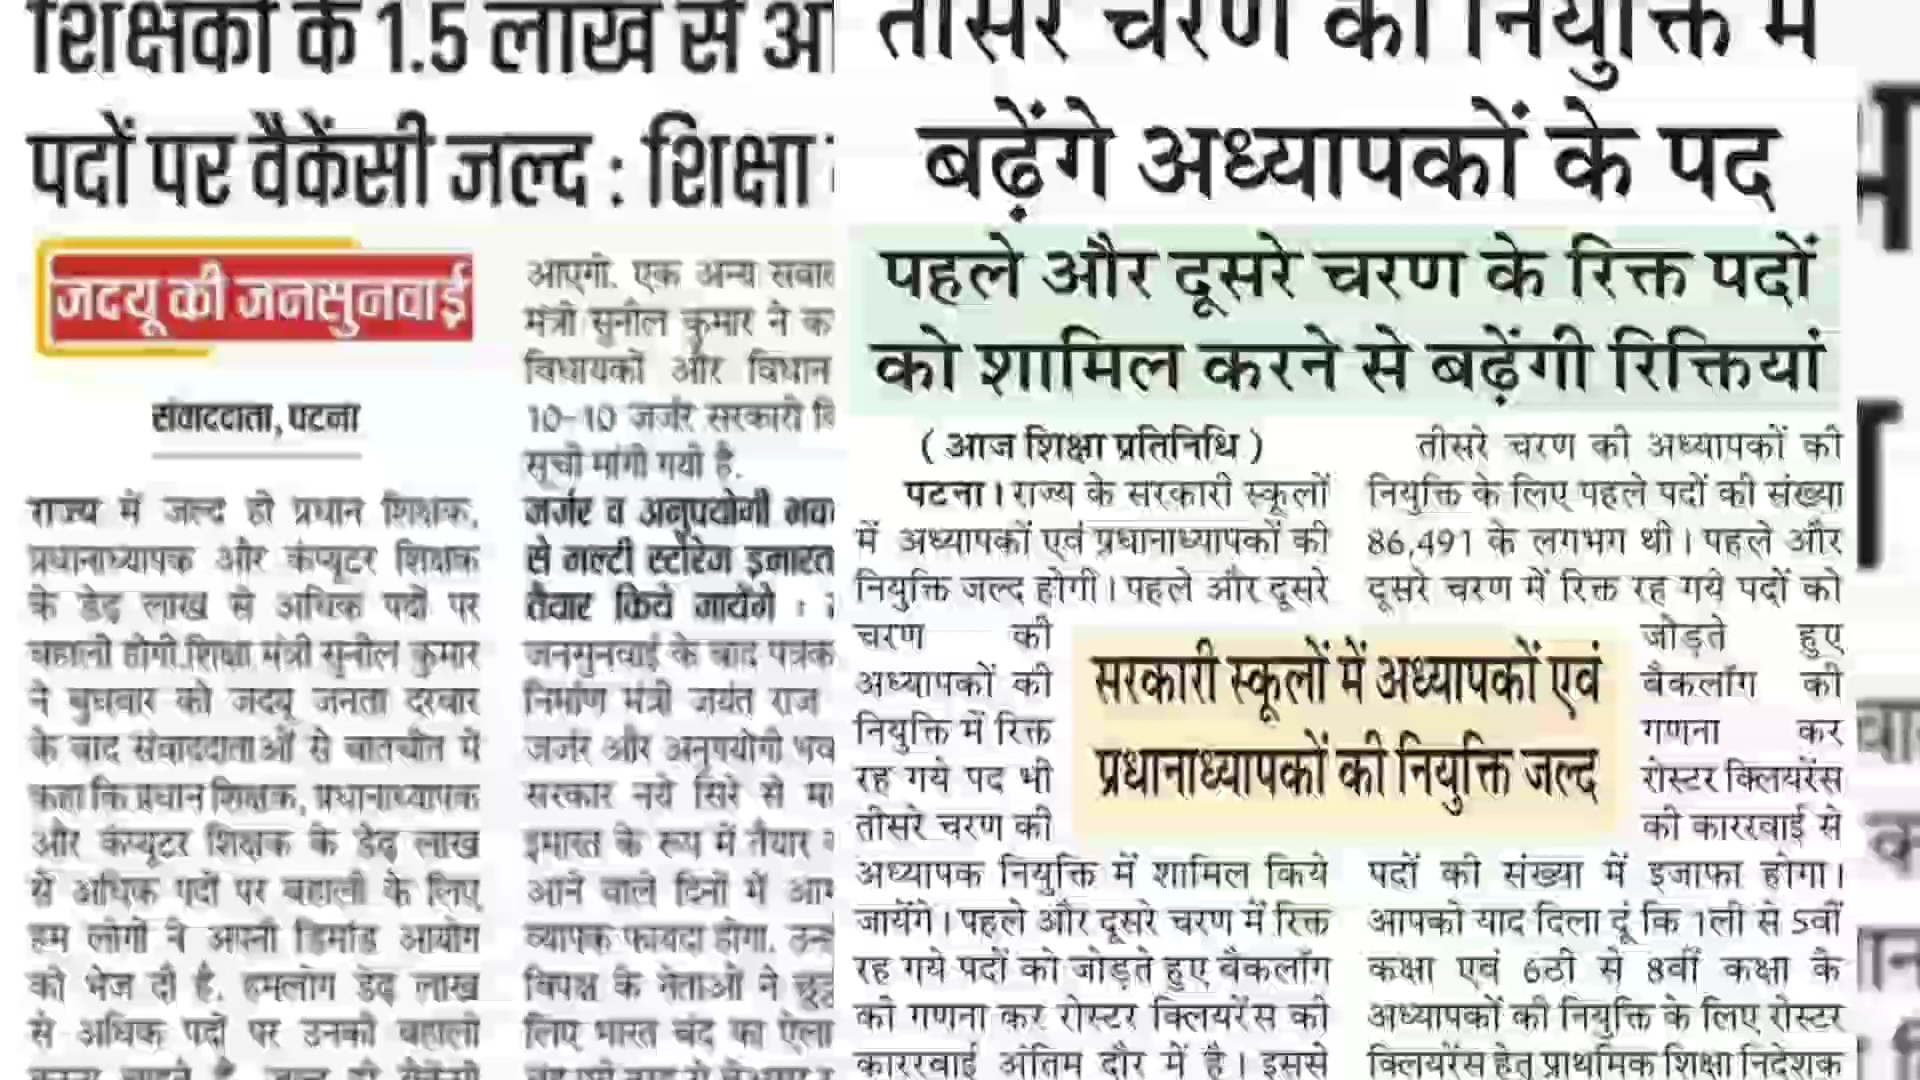 शिक्षकों के 1.5 लाख से
पदों पर वैकेंसी जल्द : शिक्षा
जदयू की जनसुनवाई
संवाददाता, पटना
राज्य में जल्द ही प्रधान शिक्षक,
प्रधानाध्यापक और कंप्यूटर शिक्षक
के डेढ़ लाख से अधिक पदों पर
बहाली होगी.शिक्षा मंत्री सुनील कुमार
ने बुधवार को जदयू जनता दरबार
के बाद संवाददाताओं से बातचीत में
कहा कि प्रधान शिक्षक, प्रधानाध्यापक
और कंप्यूटर शिक्षक के डेढ़ लाख
से अधिक पदों पर बहाली के लिए
हम लोगों ने अपनी डिमांड आयोग
को भेज दी है. हमलोग डेढ़ लाख
से अधिक पदों पर उनकी बहाली
आएगी. एक अन्य
मंत्री सुनील कुमार ने
विधायकों और विधान
10-10 जर्जर सरकारी
सूची मांगी गयी है.
जर्जर व अनुपयोगी
से मल्टी स्टोरेज इमारत
तैयार किये जायेंगे :
जनसुनवाई के बाद
निर्माण मंत्री जयंत राज
जर्जर और अनुपयोगी
सरकार नये सिरे से
इमारत के रूप में तैयार
आने वाले दिनों में
व्यापक फायदा होगा.
विपक्ष के नेताओं ने
लिए भारत बंद का
तीसरे चरण की नियुक्ति में
बढ़ेंगे अध्यापकों के पद
पहले और दूसरे चरण के रिक्त पदों
को शामिल करने से बढ़ेंगी रिक्तियां
( आज शिक्षा प्रतिनिधि )
पटना। राज्य के सरकारी स्कूलों
में अध्यापकों एवं प्रधानाध्यापकों की
नियुक्ति जल्द होगी। पहले और दूसरे
चरण की
अध्यापकों की
नियुक्ति में रिक्त
रह गये पद भी
तीसरे चरण की
अध्यापक नियुक्ति में शामिल किये
जायेंगे। पहले और दूसरे चरण में रिक्त
रह गये पदों को जोड़ते हुए बैकलॉग
की गणना कर रोस्टर क्लियरेंस की
काररवाई अंतिम दौर में है। इससे
सरकारी स्कूलों में अध्यापकों एवं
प्रधानाध्यापकों की नियुक्ति जल्द
तीसरे चरण की अध्यापकों की
नियुक्ति के लिए पहले पदों की संख्या
86,491 के लगभग थी। पहले और
दूसरे चरण में रिक्त रह गये पदों को
जोड़ते हुए
बैकलॉग की
गणना कर
रोस्टर क्लियरेंस
की काररवाई से
पदों की संख्या में इजाफा होगा।
आपको याद दिला दूं कि 1ली से 5वीं
कक्षा एवं 6ठी से 8वीं कक्षा के
अध्यापकों की नियुक्ति के लिए रोस्टर
क्लियरेंस हेतु प्राथमिक शिक्षा निदेशक